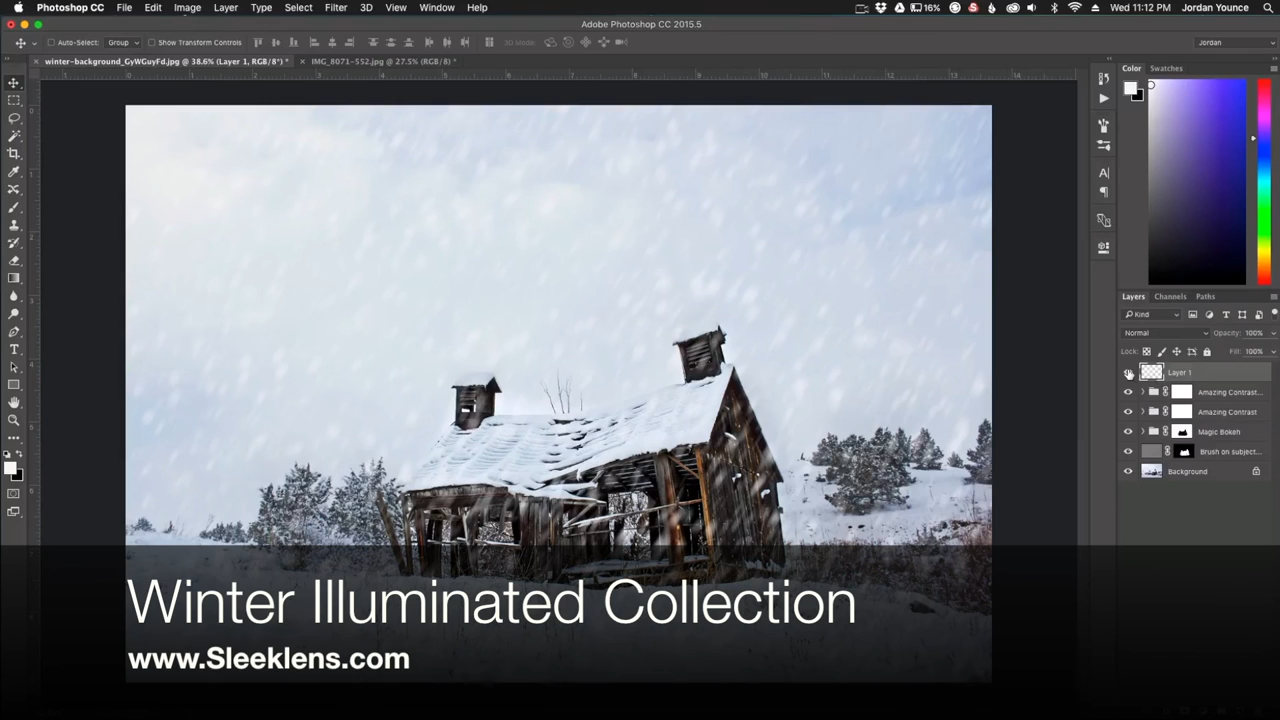 Photoshop CC File Edit Image Layer Type Select Filter 3D View Window Help 16% Wed 11:12 PM Jordan Younce
Adobe Photoshop CC 2015.5
Auto-Select: Group Show Transform Controls 3D Mode: Jordan
winter-background_GyWGuyFd.jpg @ 38.6% (Layer 1, RGB/8*) * IMG_8071-552.jpg @ 27.5% (RGB/8) *
Color Swatches
Layers Channels Paths
Kind
Normal Opacity: 100%
Lock: Fill: 100%
Layer 1
Amazing Contrast...
Amazing Contrast
Magic Bokeh
Brush on subject...
Background
Winter Illuminated Collection
www.Sleeklens.com